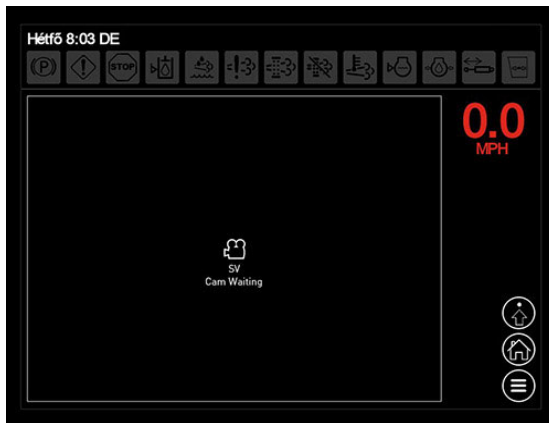 Hétfő 8:03 DE
(P)
STOP
0.0
MPH
SV
Cam Waiting